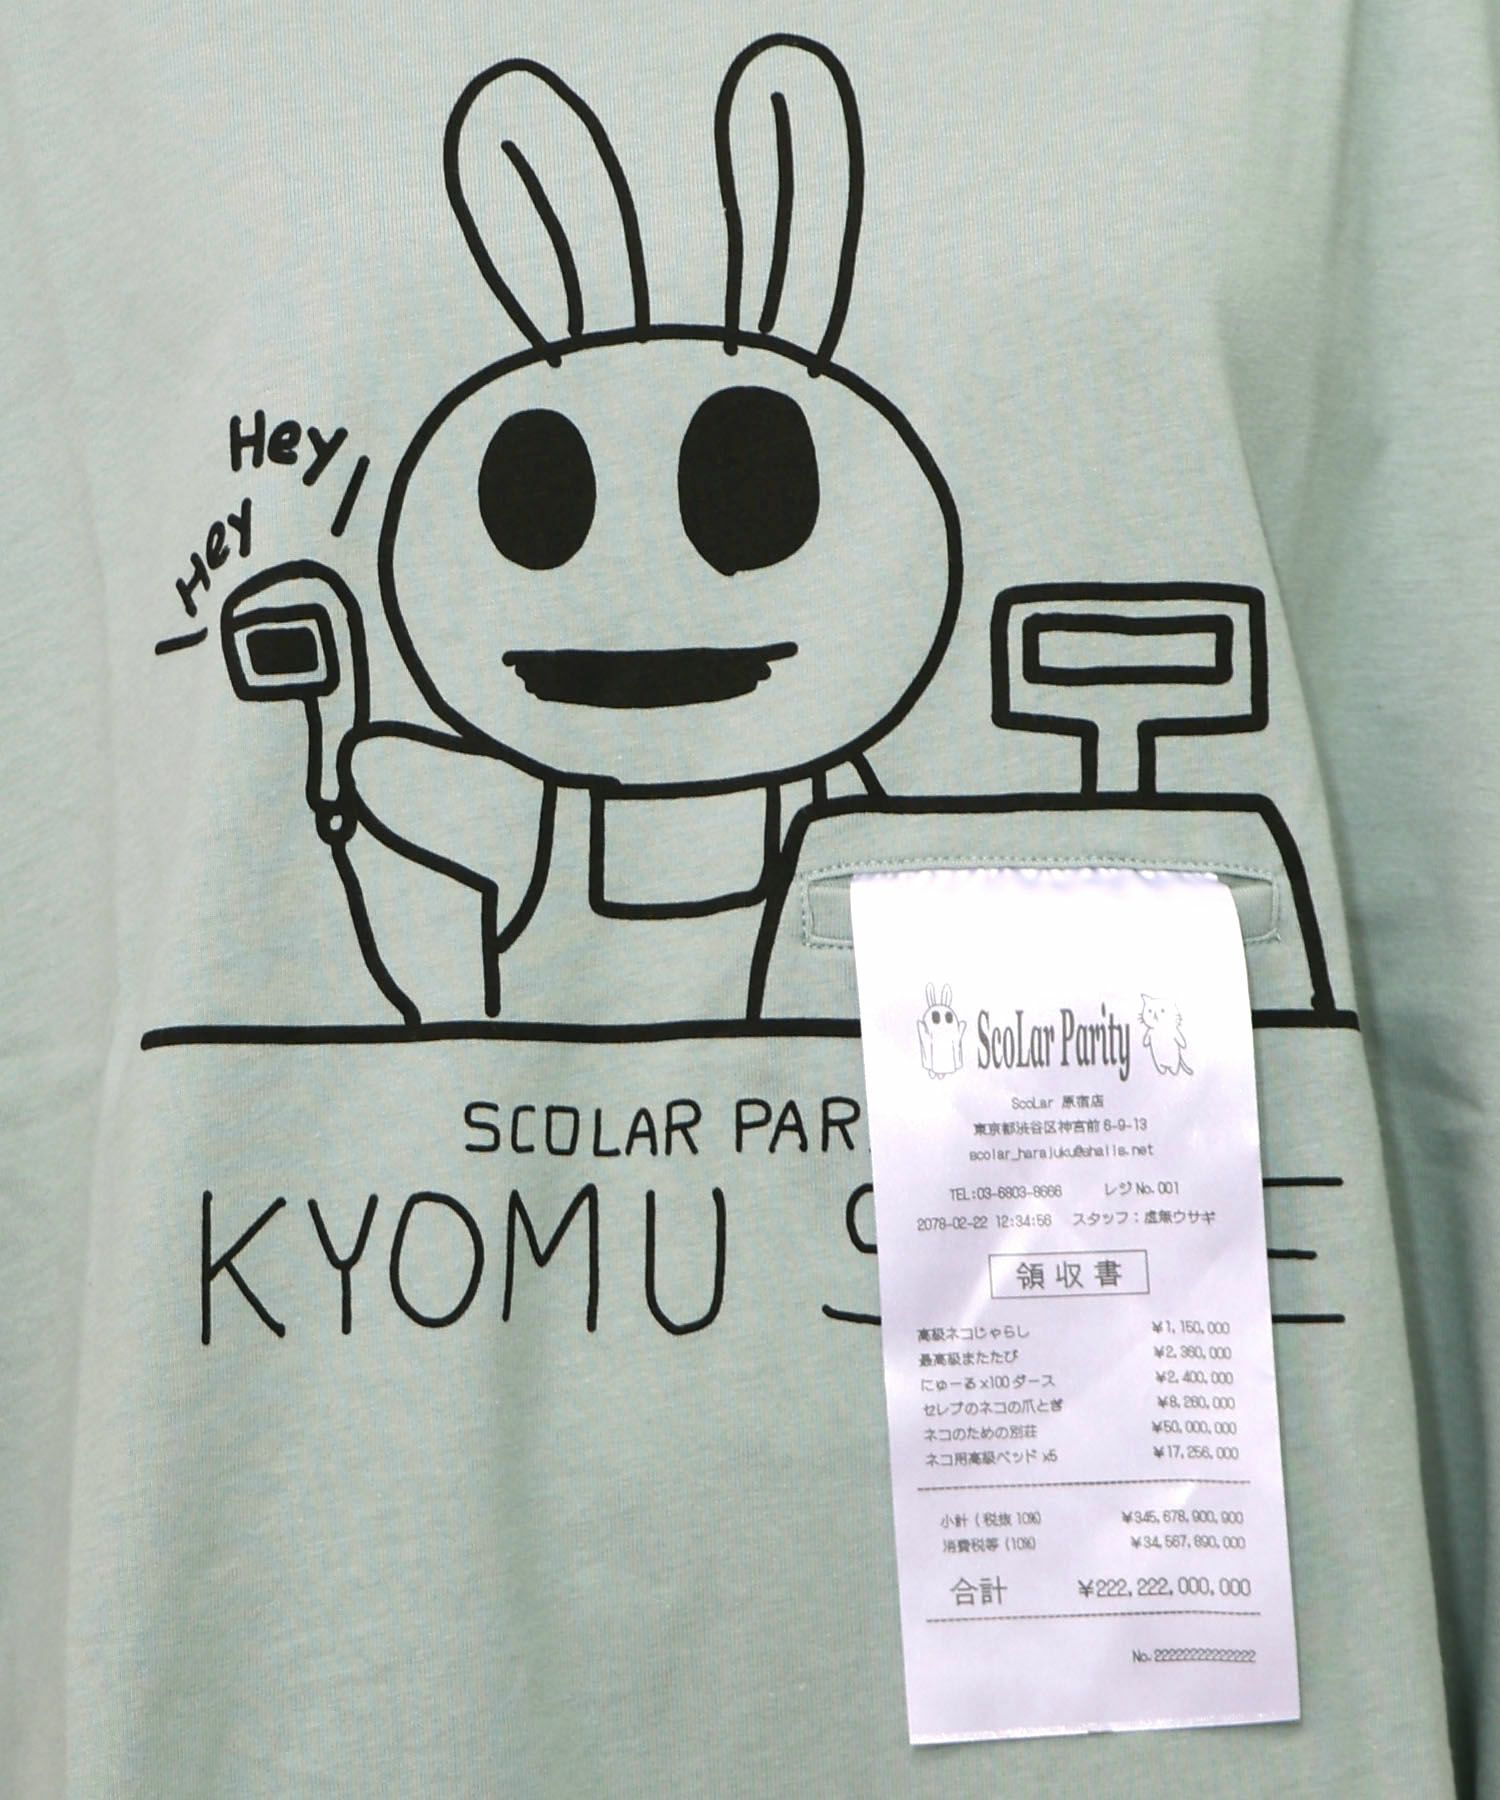 Hey
Hey
SCOLAR PAR
KYOMU S E
ScoLar Parity
ScoLar 原宿店
東京都渋谷区神宮前 6-9-13
scolar_harajuku@shalis.net
TEL:03-6803-8666 レジNo.001
2078-02-22 12:34:56 スタッフ：虚無ウサギ
領収書
高級ネコじゃらし ¥1,150,000
最高級またたび ¥2,360,000
にゅーるx100ダース ¥2,400,000
セレブのネコの爪とぎ ¥8,260,000
ネコのための別荘 ¥50,000,000
ネコ用高級ベッド x5 ¥17,256,000
小計（税抜10%） ¥345,678,900,900
消費税等（10%） ¥34,567,890,000
合計 ¥222,222,000,000